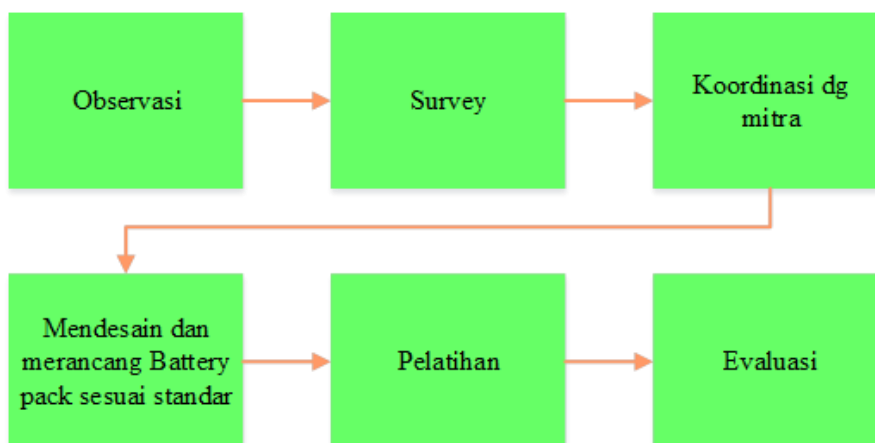 Observasi
Survey
Koordinasi dg
mitra
Mendesain dan
merancang Battery
pack sesuai standar
Pelatihan
Evaluasi